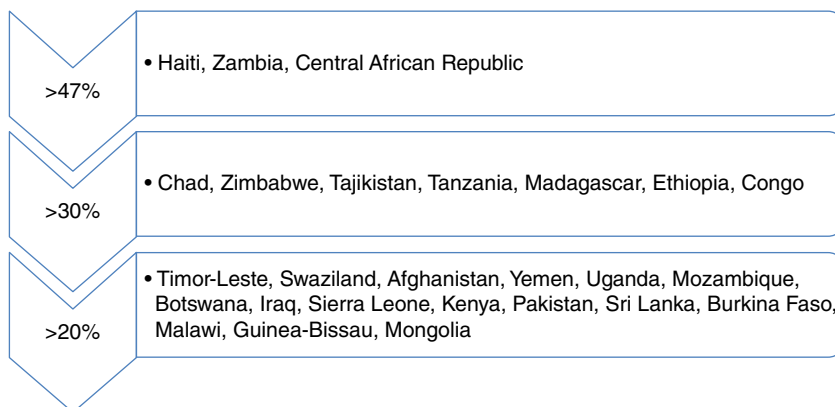 >47%
• Haiti, Zambia, Central African Republic
>30%
• Chad, Zimbabwe, Tajikistan, Tanzania, Madagascar, Ethiopia, Congo
>20%
• Timor-Leste, Swaziland, Afghanistan, Yemen, Uganda, Mozambique,
Botswana, Iraq, Sierra Leone, Kenya, Pakistan, Sri Lanka, Burkina Faso,
Malawi, Guinea-Bissau, Mongolia